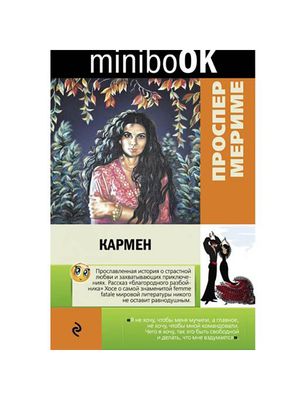 minibоOK
ПРОСПЕР
МЕРИМЕ
КАРМЕН
Прославленная история о страстной
любви и захватывающих приключе-
ниях. Рассказ «благородного разбой-
ника» Хосе о самой знаменитой femme
fatale мировой литературы никого
не оставит равнодушным.
«Я не хочу, чтобы меня мучили, а главное,
не хочу, чтобы мной командовали.
Чего я хочу, так это быть свободной
и делать, что мне вздумается»